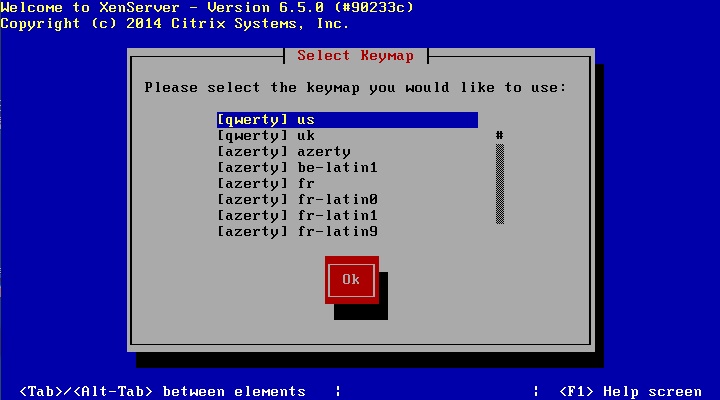 Welcome to XenServer - Version 6.5.0 (#90233c)
Copyright (c) 2014 Citrix Systems, Inc.
Select Keymap
Please select the keymap you would like to use:
[qwerty] us
[qwerty] uk
#
[azerty] azerty
[azerty] be-latin1
[azerty] fr
[azerty] fr-latin0
[azerty] fr-latin1
[azerty] fr-latin9
Ok
<Tab>/<Alt-Tab> between elements ¦ ¦ <F1> Help screen